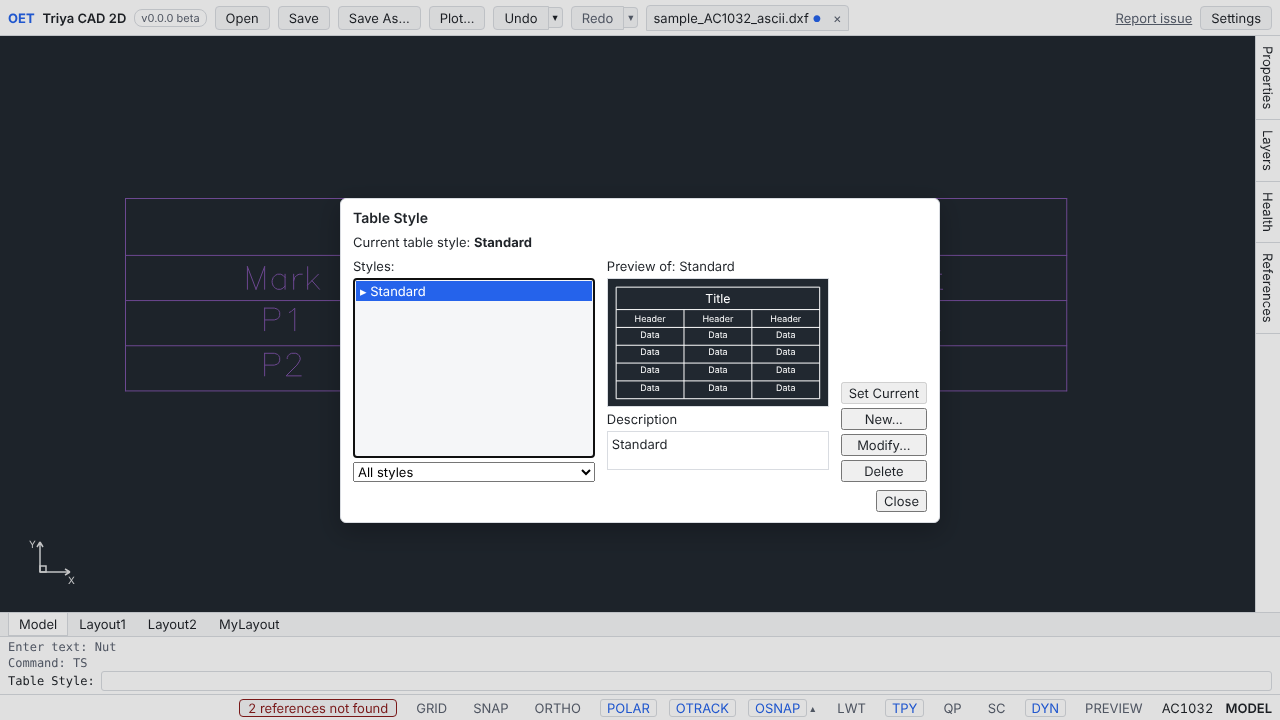 OET Triya CAD 2D v0.0.0 beta Open Save Save As... Plot... Undo ▾ Redo ▾ sample_AC1032_ascii.dxf ● × Report issue Settings
Properties
Layers
Health
References
Mark
P1
P2
Table Style
Current table style: Standard
Styles:
▸ Standard
All styles
Preview of: Standard
Title
Header Header Header
Data Data Data
Data Data Data
Data Data Data
Data Data Data
Description
Standard
Set Current
New...
Modify...
Delete
Close
Y
X
Model Layout1 Layout2 MyLayout
Enter text: Nut
Command: TS
Table Style:
2 references not found GRID SNAP ORTHO POLAR OTRACK OSNAP ▴ LWT TPY QP SC DYN PREVIEW AC1032 MODEL